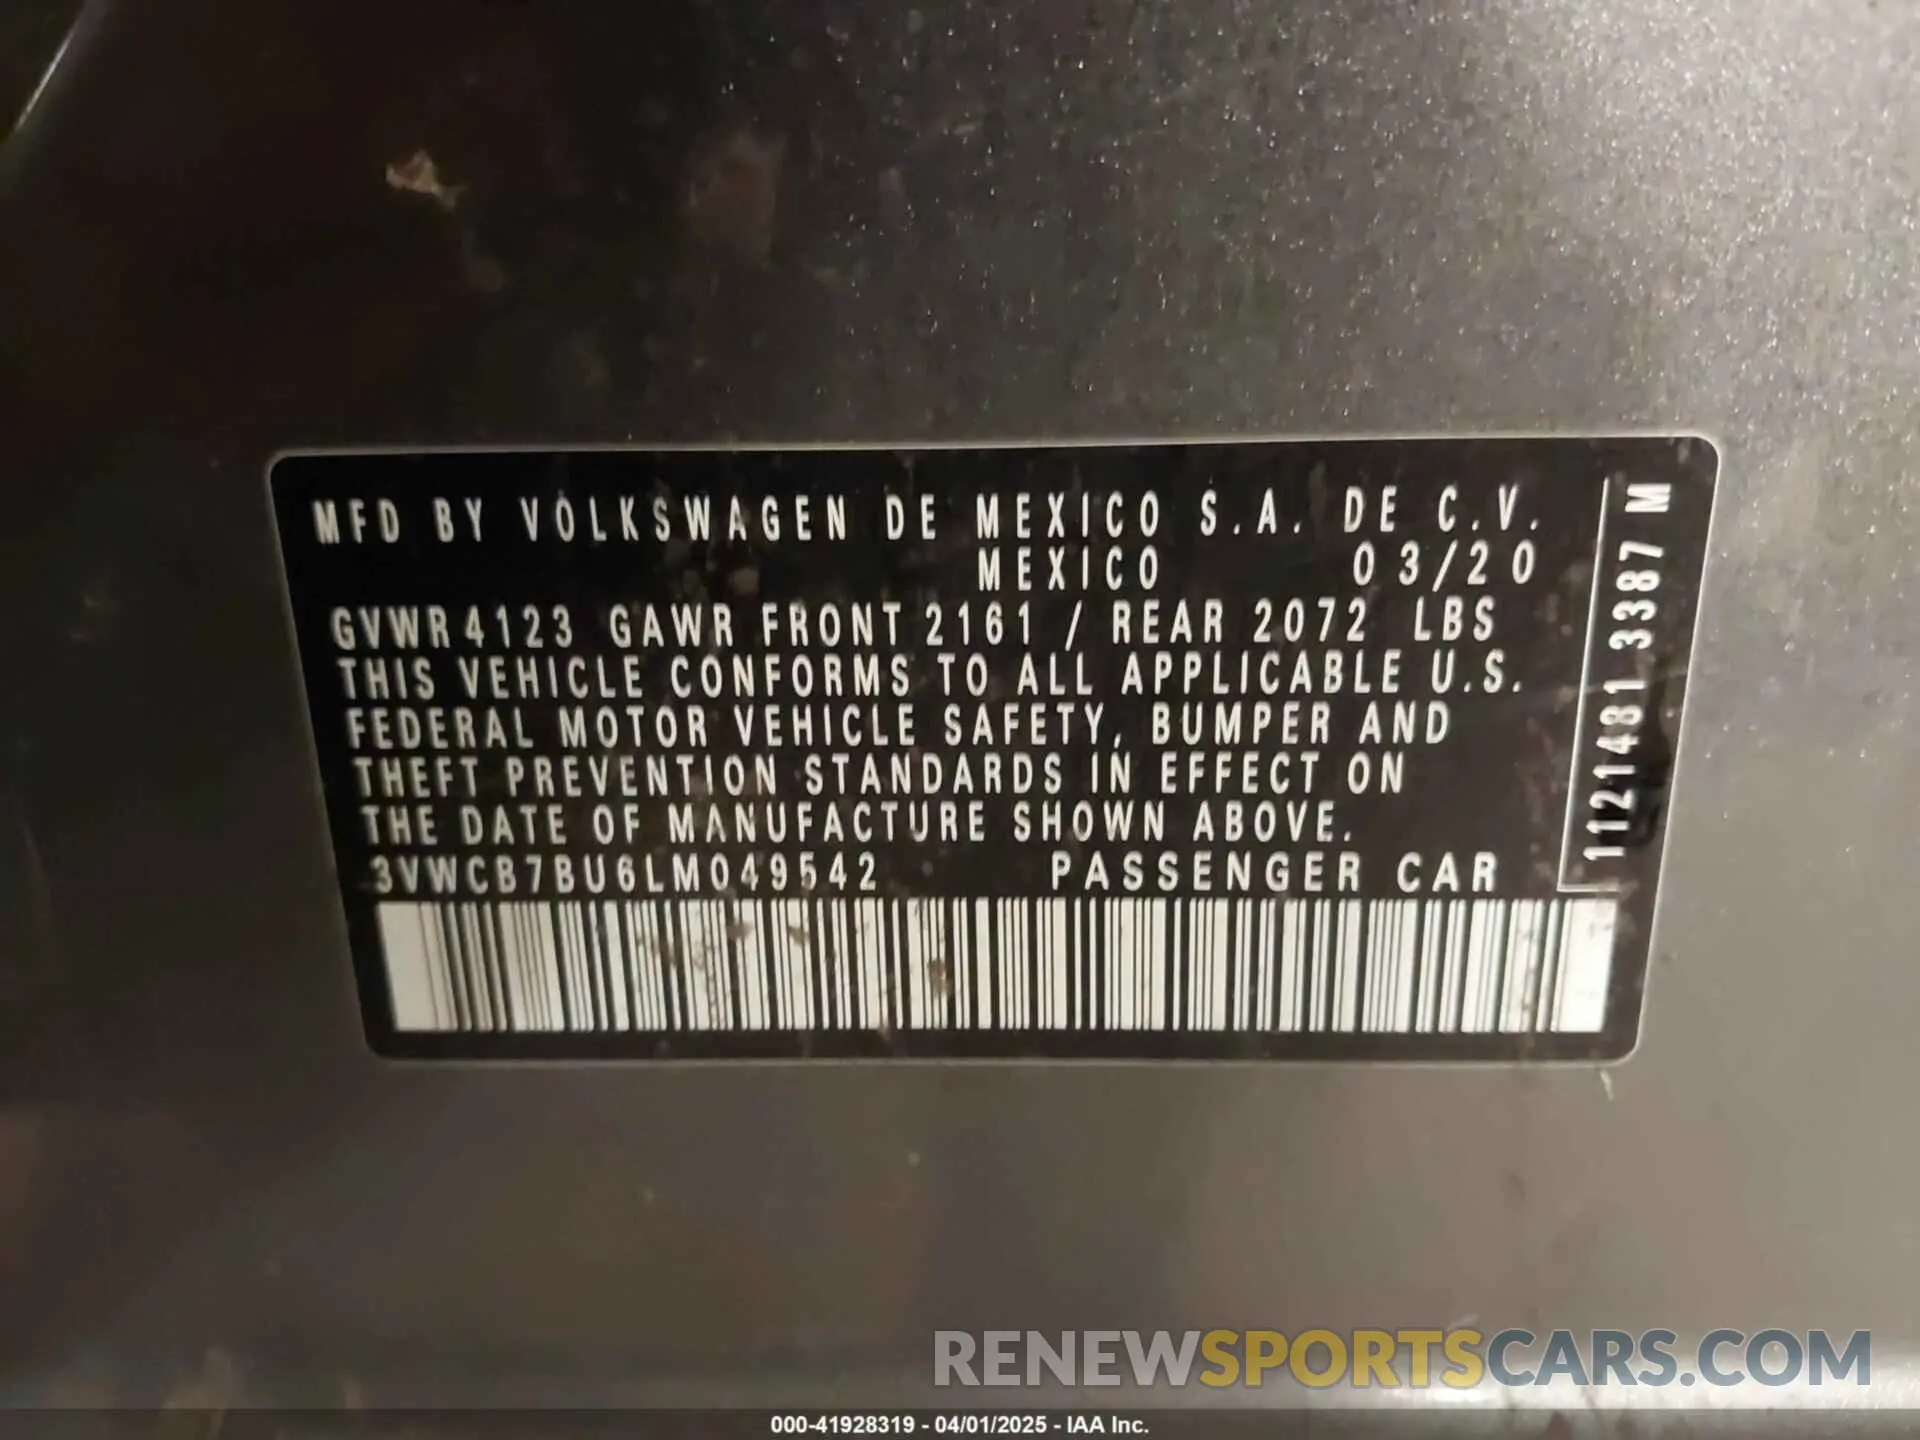 MFD BY VOLKSWAGEN DE MEXICO S.A. DE C.V.
MEXICO 03/20
GVWR 4123 GAWR FRONT 2161 / REAR 2072 LBS
THIS VEHICLE CONFORMS TO ALL APPLICABLE U.S.
FEDERAL MOTOR VEHICLE SAFETY, BUMPER AND
THEFT PREVENTION STANDARDS IN EFFECT ON
THE DATE OF MANUFACTURE SHOWN ABOVE.
3VWCB7BU6LM049542 PASSENGER CAR
1121481 3387 M
RENEWSPORTSCARS.COM
000-41928319 - 04/01/2025 - IAA Inc.